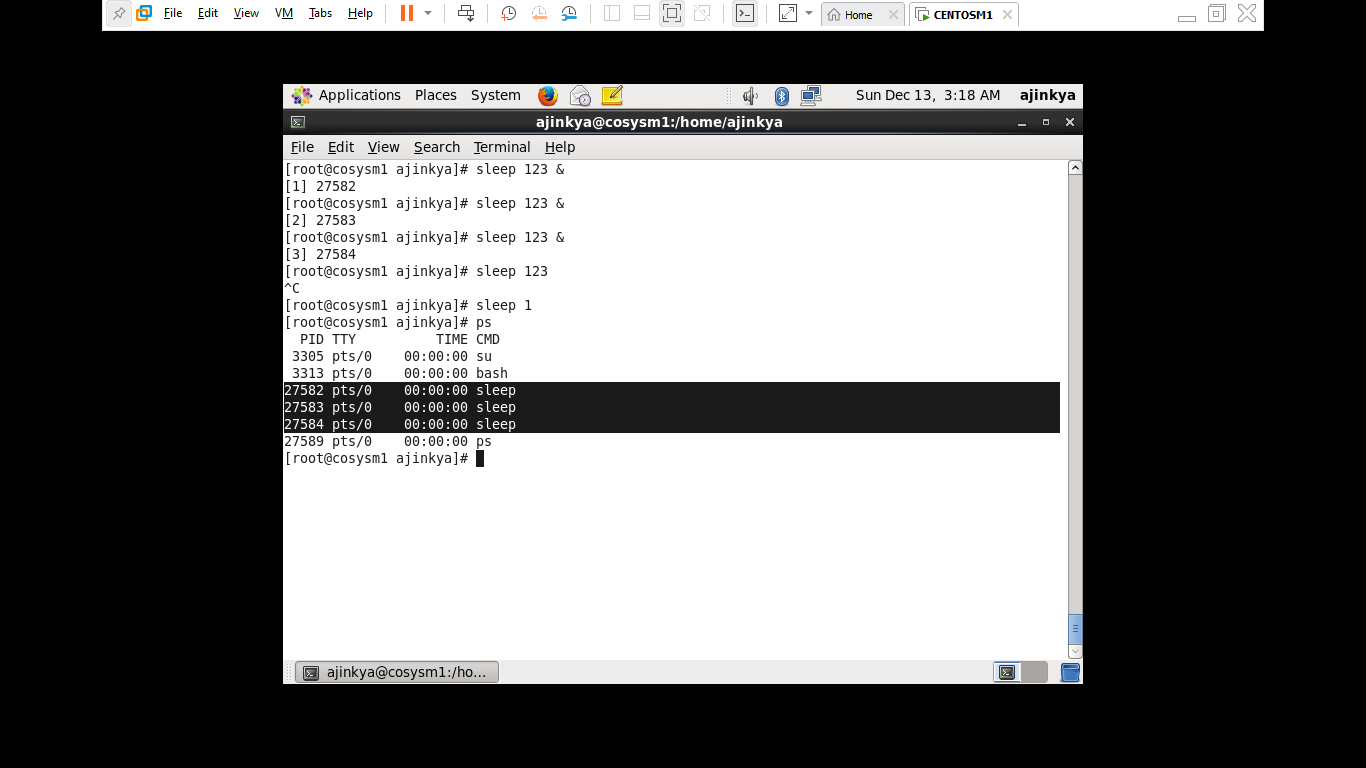 File Edit View VM Tabs Help Home CENTOSM1
Applications Places System Sun Dec 13, 3:18 AM ajinkya
ajinkya@cosysm1:/home/ajinkya
File Edit View Search Terminal Help
[root@cosysm1 ajinkya]# sleep 123 &
[1] 27582
[root@cosysm1 ajinkya]# sleep 123 &
[2] 27583
[root@cosysm1 ajinkya]# sleep 123 &
[3] 27584
[root@cosysm1 ajinkya]# sleep 123
^C
[root@cosysm1 ajinkya]# sleep 1
[root@cosysm1 ajinkya]# ps
  PID TTY          TIME CMD
 3305 pts/0    00:00:00 su
 3313 pts/0    00:00:00 bash
27582 pts/0    00:00:00 sleep
27583 pts/0    00:00:00 sleep
27584 pts/0    00:00:00 sleep
27589 pts/0    00:00:00 ps
[root@cosysm1 ajinkya]#
ajinkya@cosysm1:/ho...